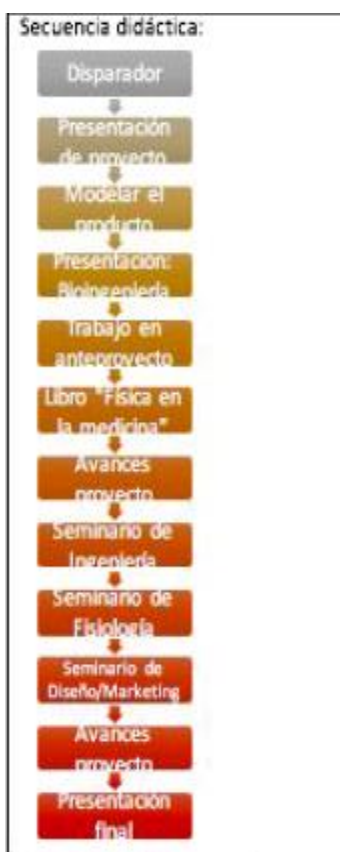 Secuencia didáctica:
Disparador
Presentación
de proyecto
Modelar el
producto
Presentación:
Bioingeniería
Trabajo en
anteproyecto
Libro "Física en
la medicina"
Avances
proyecto
Seminario de
Ingeniería
Seminario de
Fisiología
Seminario de
Diseño/Marketing
Avances
proyecto
Presentación
final